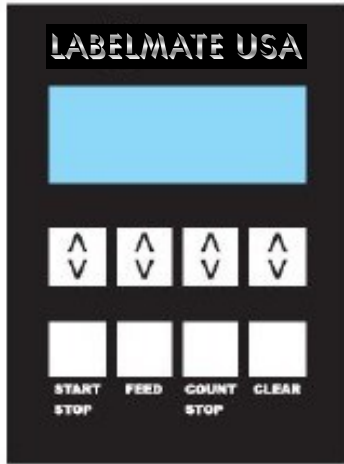 LABELMATE USA
START STOP
FEED
COUNT STOP
CLEAR